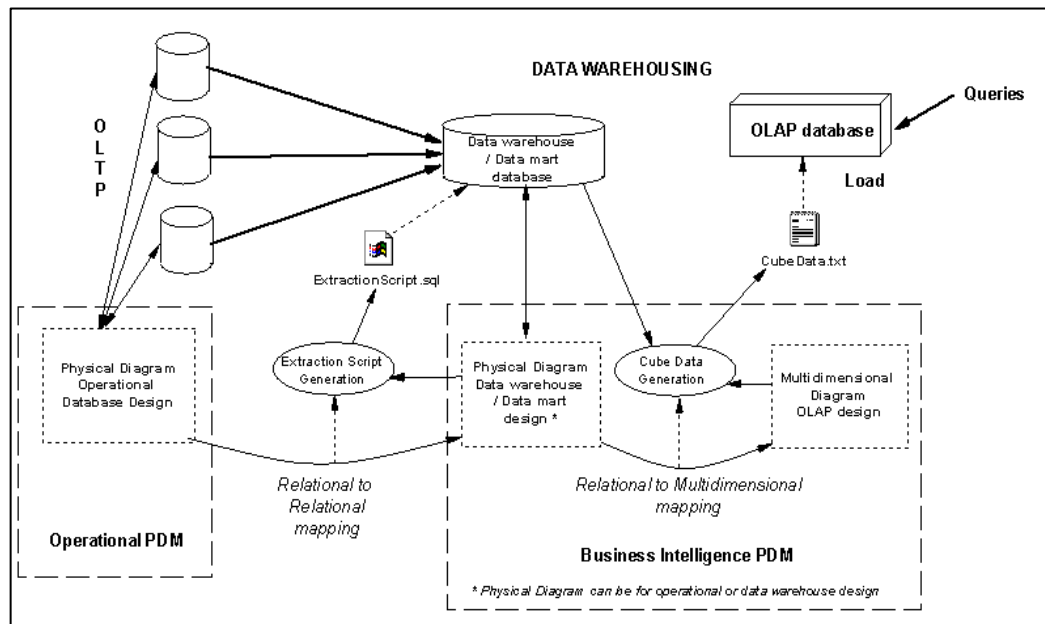 DATA WAREHOUSING
O
L
T
P
Data warehouse
/ Data mart
database
OLAP database
Queries
Load
ExtractionScript.sql
CubeData.txt
Physical Diagram
Operational
Database Design
Extraction Script
Generation
Physical Diagram
Data warehouse
/ Data mart
design *
Cube Data
Generation
Multidimensional
Diagram
OLAP design
Relational to
Relational
mapping
Relational to Multidimensional
mapping
Operational PDM
Business Intelligence PDM
* Physical Diagram can be for operational or data warehouse design